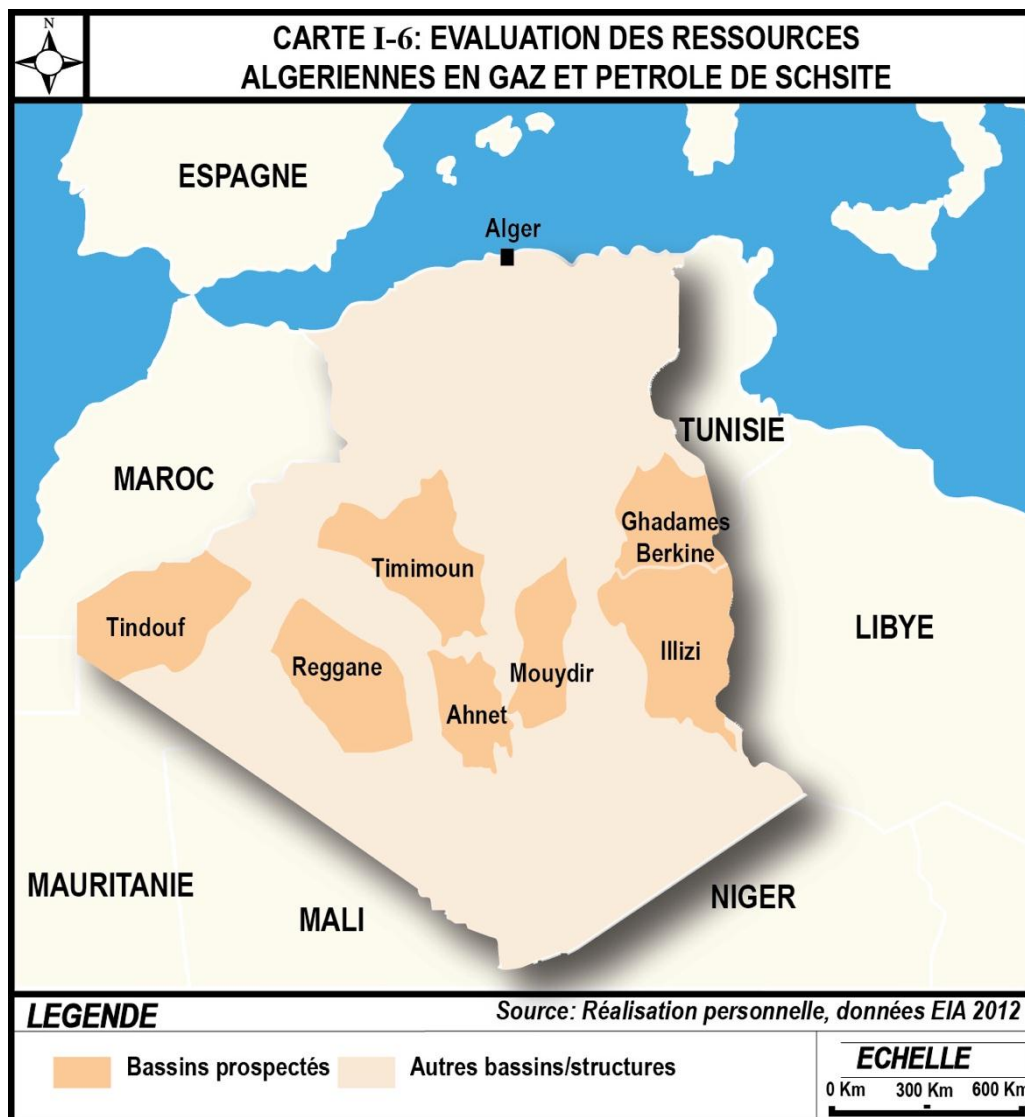 N
CARTE I-6: EVALUATION DES RESSOURCES
ALGERIENNES EN GAZ ET PETROLE DE SCHSITE
ESPAGNE
Alger
TUNISIE
MAROC
Ghadames
Berkine
Timimoun
Tindouf
LIBYE
Reggane
Mouydir
Illizi
Ahnet
MAURITANIE
MALI
NIGER
LEGENDE
Source: Réalisation personnelle, données EIA 2012
Bassins prospectés
Autres bassins/structures
ECHELLE
0 Km 300 Km 600 Km